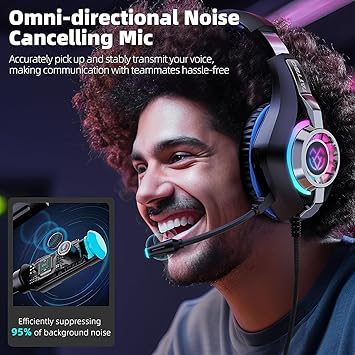 Omni-directional Noise
Cancelling Mic
Accurately pick up and stably transmit your voice,
making communication with teammates hassle-free
Efficiently suppressing
95% of background noise